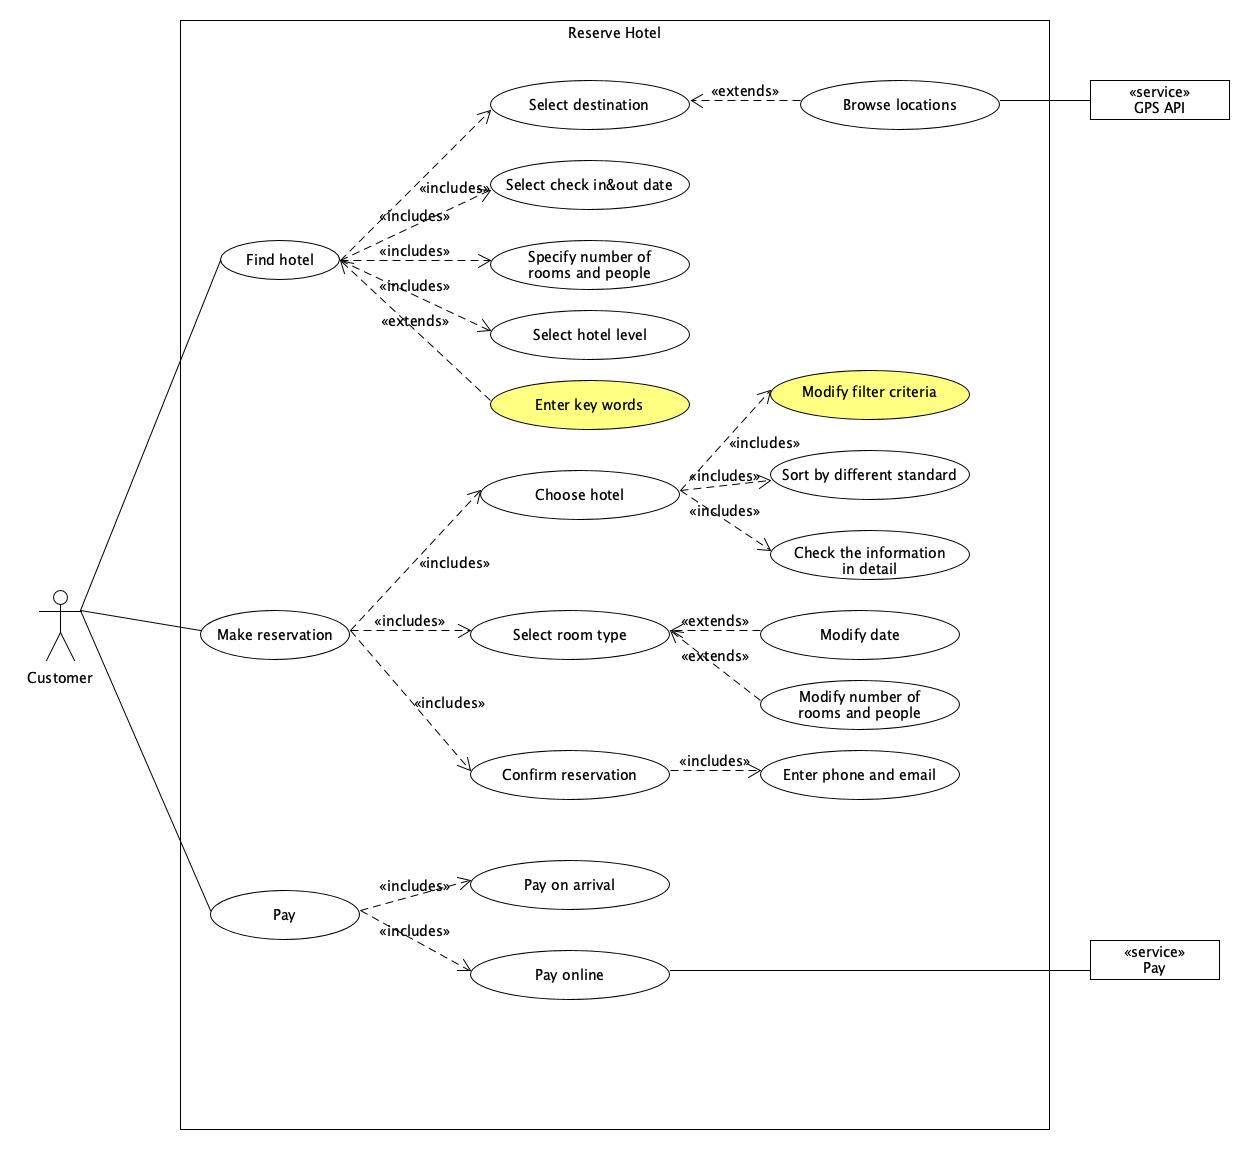 Reserve Hotel
Select destination
«extends»
Browse locations
«service»
GPS API
«includes»
Select check in&out date
«includes»
Find hotel
«includes»
Specify number of
rooms and people
«includes»
Select hotel level
«extends»
Enter key words
Modify filter criteria
«includes»
Choose hotel
«includes»
Sort by different standard
«includes»
Check the information
in detail
«includes»
Customer
Make reservation
«includes»
Select room type
«extends»
Modify date
«extends»
Modify number of
rooms and people
«includes»
Confirm reservation
«includes»
Enter phone and email
Pay
«includes»
Pay on arrival
«includes»
Pay online
«service»
Pay